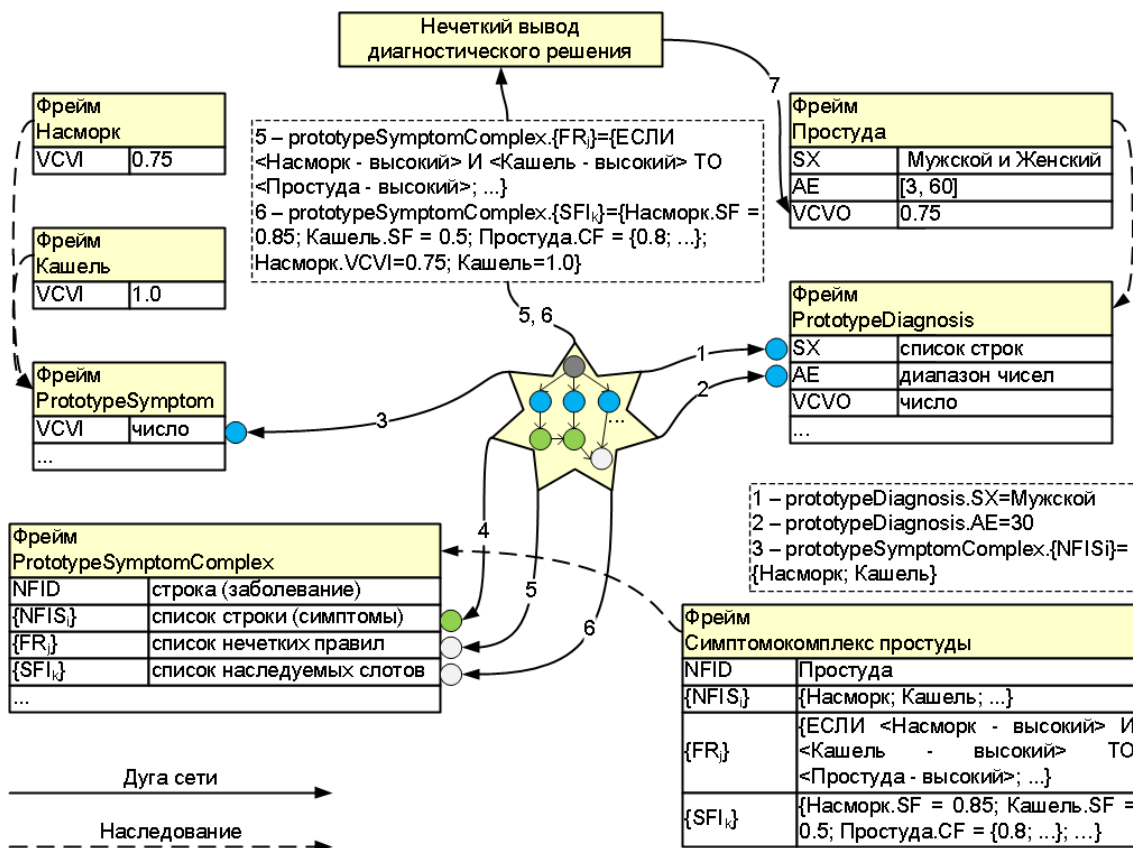 Нечеткий вывод
диагностического решения
7
Фрейм
Насморк
VCVI 0.75
5 – prototypeSymptomComplex.{FRj}={ЕСЛИ
<Насморк - высокий> И <Кашель - высокий> ТО
<Простуда - высокий>; ...}
6 – prototypeSymptomComplex.{SFIk}={Насморк.SF =
0.85; Кашель.SF = 0.5; Простуда.CF = {0.8; ...};
Насморк.VCVI=0.75; Кашель=1.0}
Фрейм
Простуда
SX Мужской и Женский
AE [3, 60]
VCVO 0.75
Фрейм
Кашель
VCVI 1.0
5, 6
Фрейм
PrototypeDiagnosis
SX список строк
AE диапазон чисел
VCVO число
...
1
2
Фрейм
PrototypeSymptom
VCVI число
...
3
...
4
5
6
1 – prototypeDiagnosis.SX=Мужской
2 – prototypeDiagnosis.AE=30
3 – prototypeSymptomComplex.{NFISi}=
{Насморк; Кашель}
Фрейм
PrototypeSymptomComplex
NFID строка (заболевание)
{NFISi} список строки (симптомы)
{FRj} список нечетких правил
{SFIk} список наследуемых слотов
...
Фрейм
Симптомокомплекс простуды
NFID Простуда
{NFISi} {Насморк; Кашель; ...}
{FRj} {ЕСЛИ <Насморк - высокий> И
<Кашель - высокий> ТО
<Простуда - высокий>; ...}
{SFIk} {Насморк.SF = 0.85; Кашель.SF =
0.5; Простуда.CF = {0.8; ...}; ...}
Дуга сети
Наследование